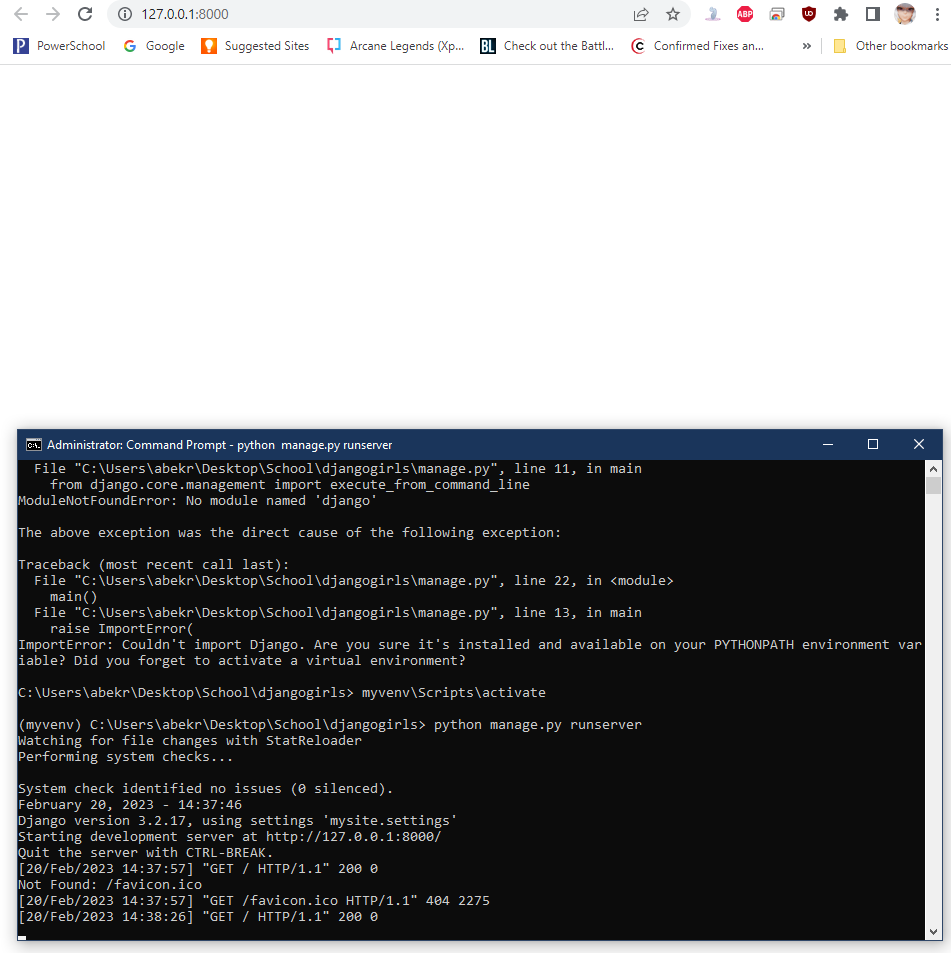 127.0.0.1:8000
ABP
UD
P PowerSchool G Google Suggested Sites Arcane Legends (Xp... BL Check out the Battl... C Confirmed Fixes an... » Other bookmarks
C:\. Administrator: Command Prompt - python  manage.py runserver
  File "C:\Users\abekr\Desktop\School\djangogirls\manage.py", line 11, in main
    from django.core.management import execute_from_command_line
ModuleNotFoundError: No module named 'django'
The above exception was the direct cause of the following exception:
Traceback (most recent call last):
  File "C:\Users\abekr\Desktop\School\djangogirls\manage.py", line 22, in <module>
    main()
  File "C:\Users\abekr\Desktop\School\djangogirls\manage.py", line 13, in main
    raise ImportError(
ImportError: Couldn't import Django. Are you sure it's installed and available on your PYTHONPATH environment var
iable? Did you forget to activate a virtual environment?
C:\Users\abekr\Desktop\School\djangogirls> myvenv\Scripts\activate
(myvenv) C:\Users\abekr\Desktop\School\djangogirls> python manage.py runserver
Watching for file changes with StatReloader
Performing system checks...
System check identified no issues (0 silenced).
February 20, 2023 - 14:37:46
Django version 3.2.17, using settings 'mysite.settings'
Starting development server at http://127.0.0.1:8000/
Quit the server with CTRL-BREAK.
[20/Feb/2023 14:37:57] "GET / HTTP/1.1" 200 0
Not Found: /favicon.ico
[20/Feb/2023 14:37:57] "GET /favicon.ico HTTP/1.1" 404 2275
[20/Feb/2023 14:38:26] "GET / HTTP/1.1" 200 0